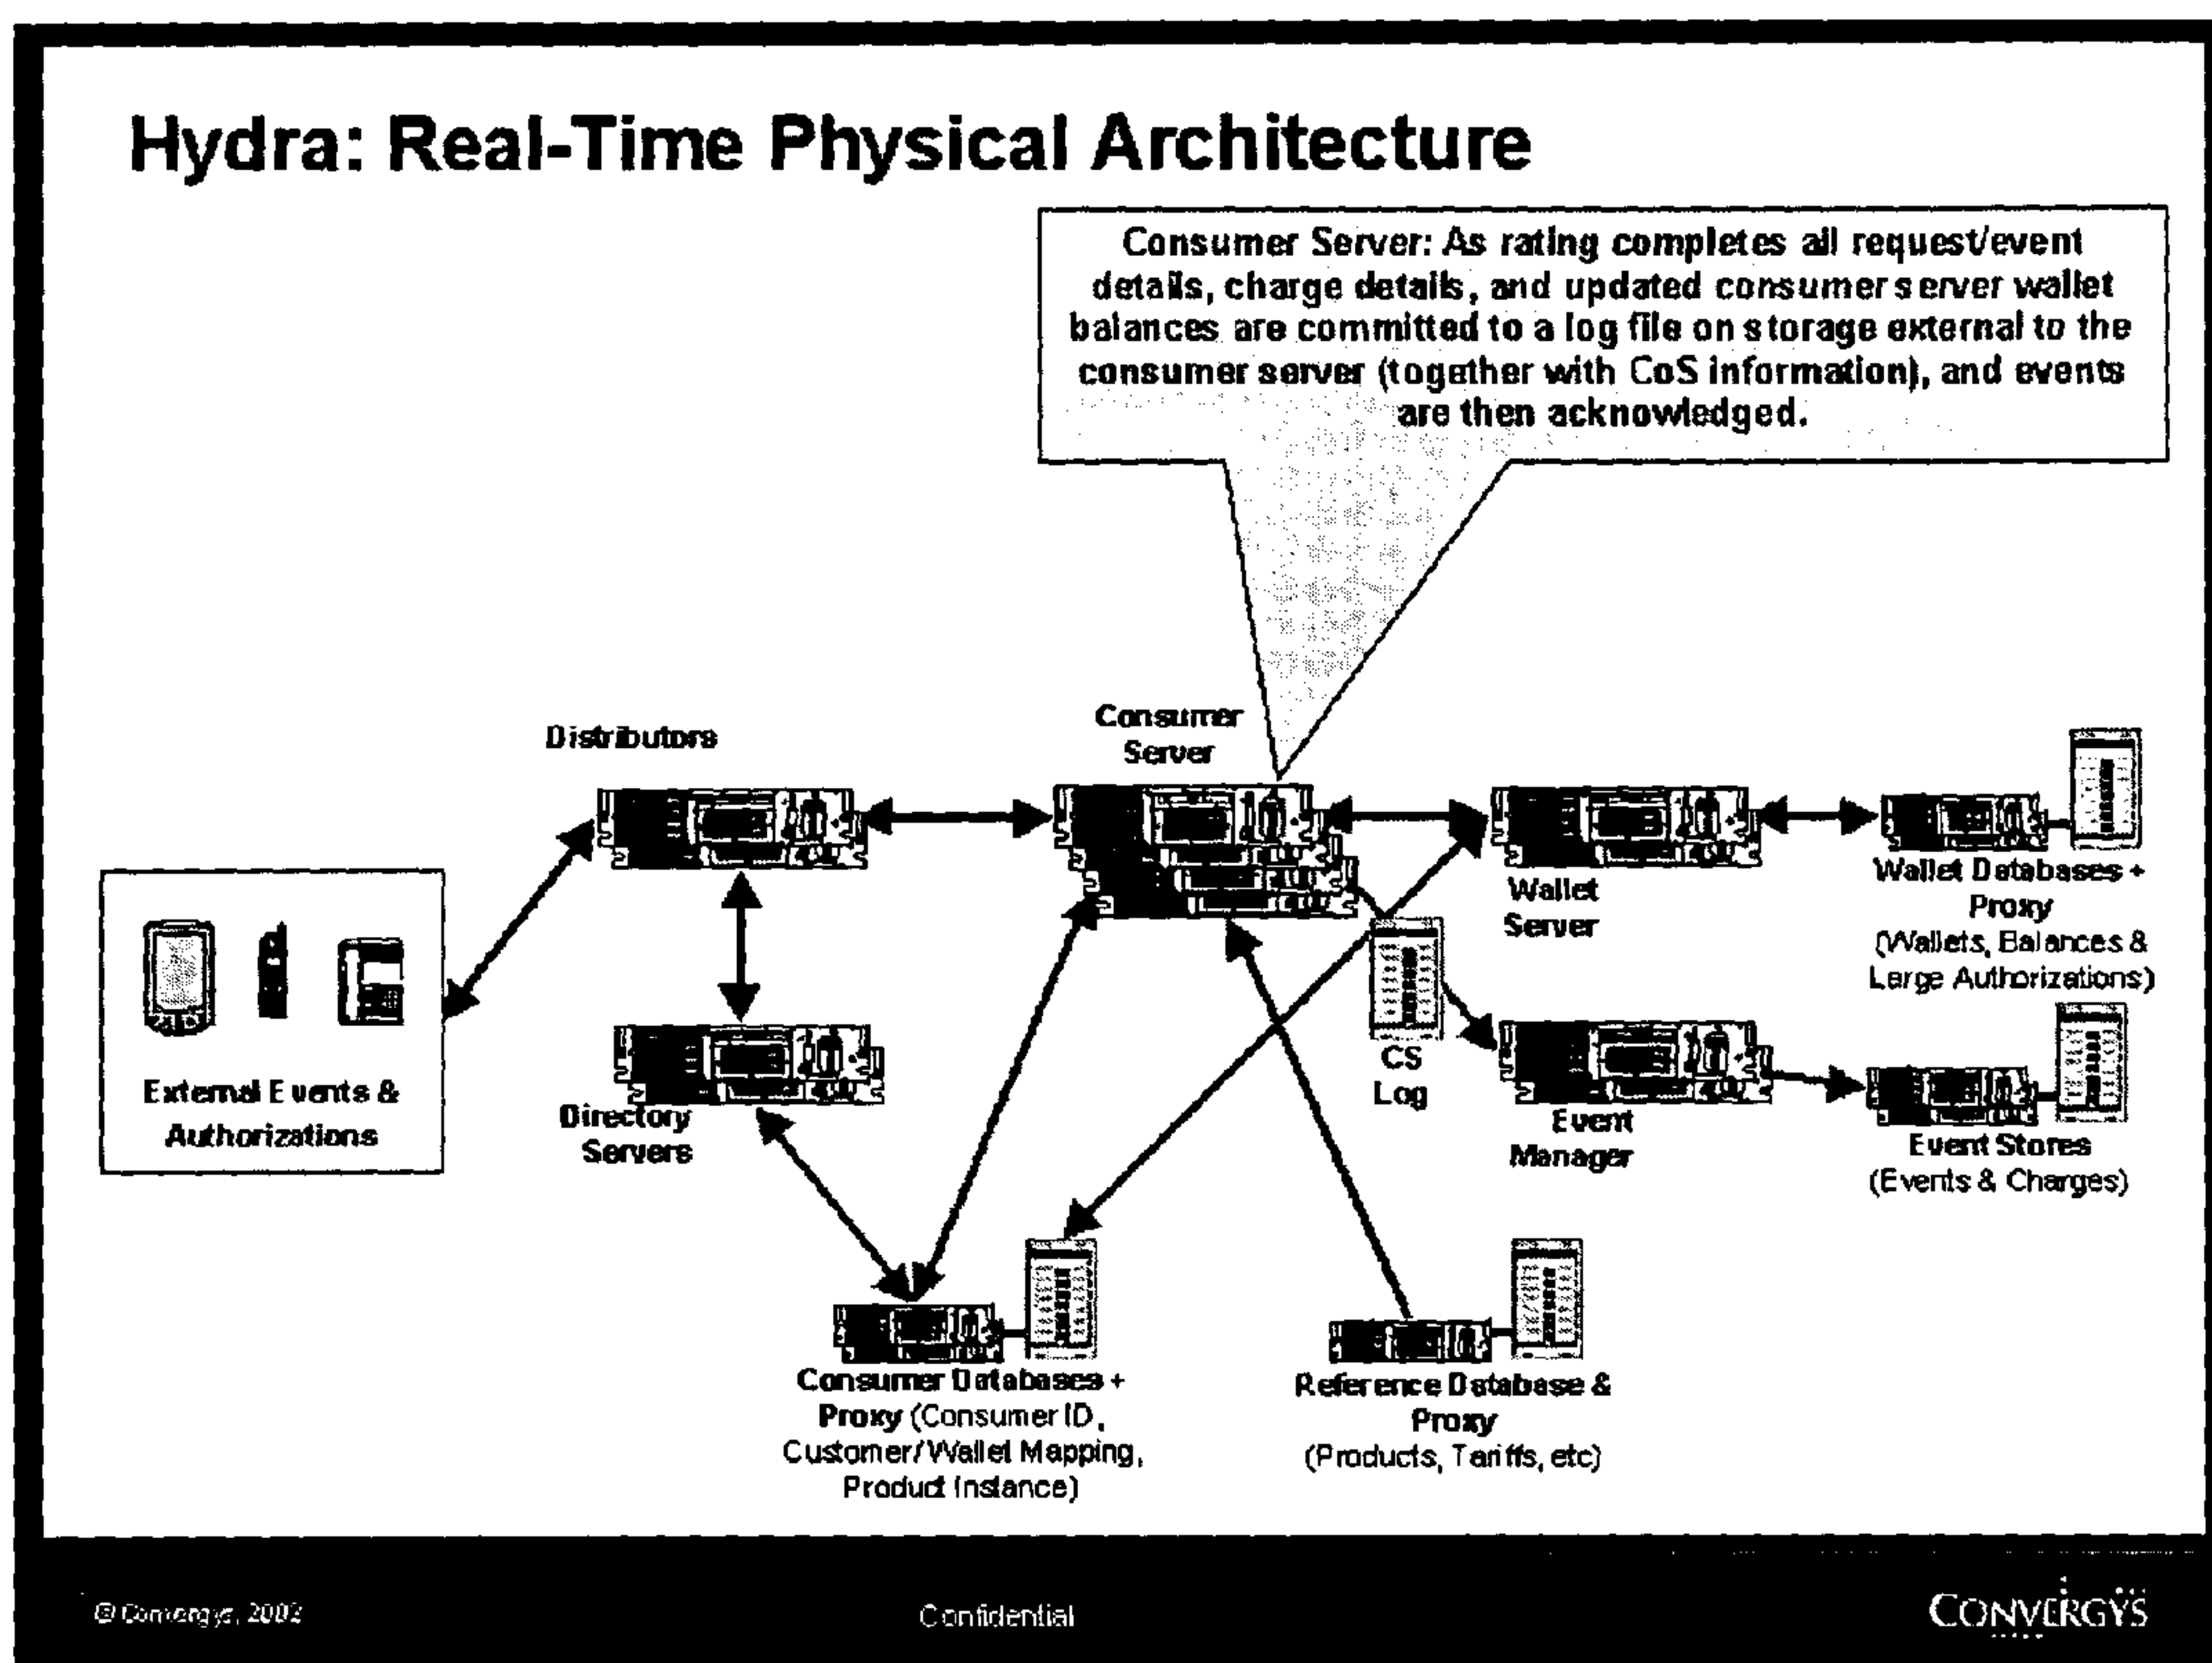 Hydra: Real-Time Physical Architecture
Consumer Server: As rating completes all request/event
details, charge details, and updated consumer server wallet
balances are committed to a log file on storage external to the
consumer server (together with CoS information), and events
are then acknowledged.
Distributors
Consumer
Server
Wallet
Server
Wallet Databases +
Proxy
(Wallets, Balances &
Large Authorizations)
External Events &
Authorizations
Directory
Servers
CS
Log
Event
Manager
Event Stores
(Events & Charges)
Consumer Databases +
Proxy (Consumer ID,
Customer/Wallet Mapping,
Product Instance)
Reference Database &
Proxy
(Products, Tariffs, etc)
© Convergys, 2002
Confidential
CONVERGYS